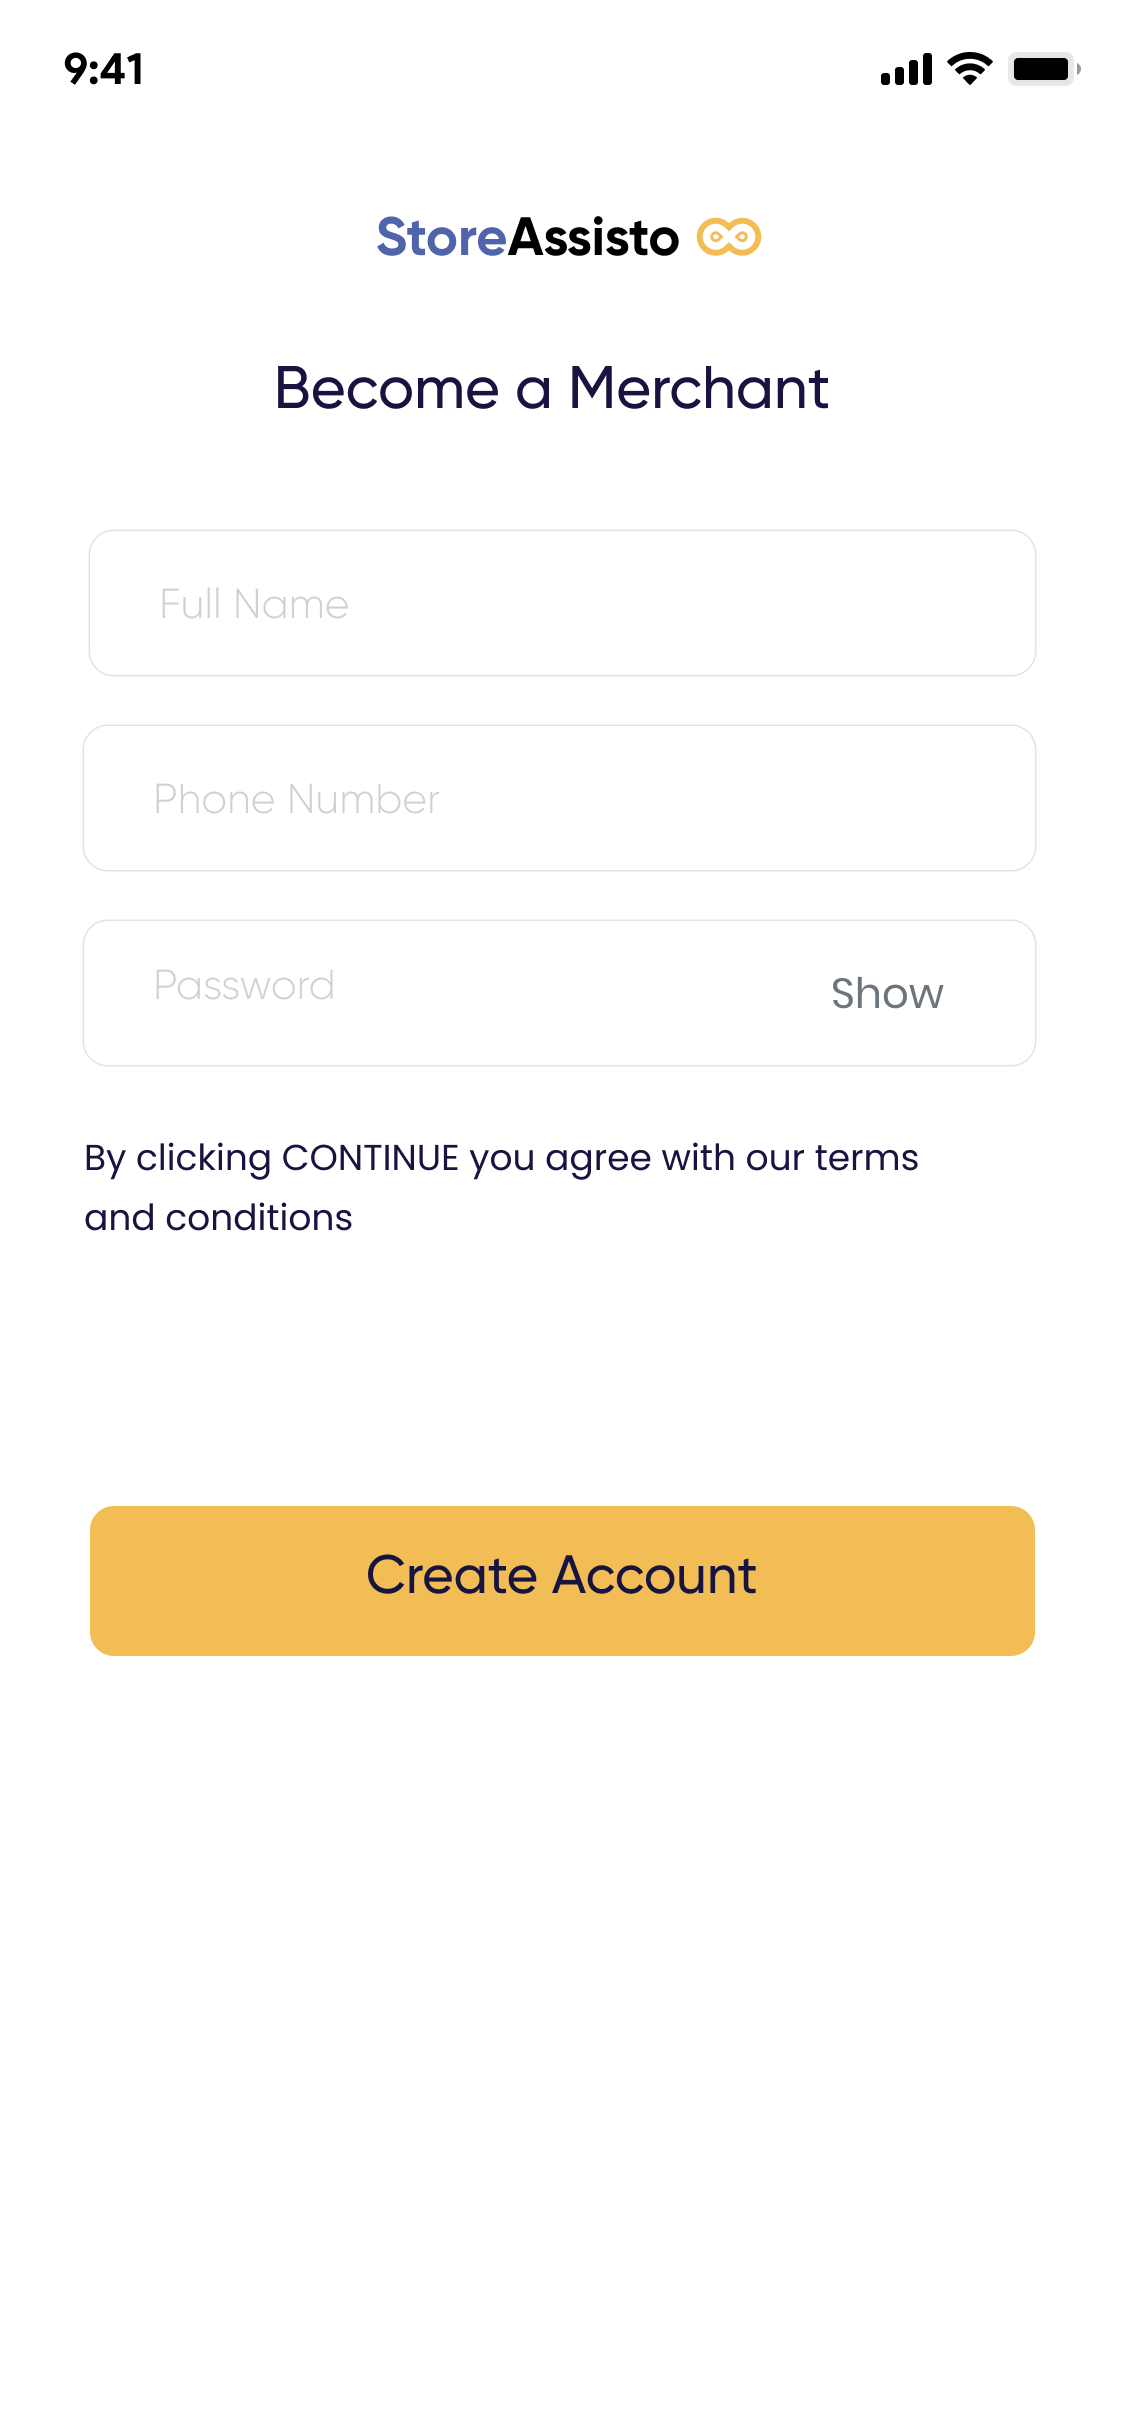 9:41
StoreAssisto
Become a Merchant
Full Name
Phone Number
Password
Show
By clicking CONTINUE you agree with our terms
and conditions
Create Account